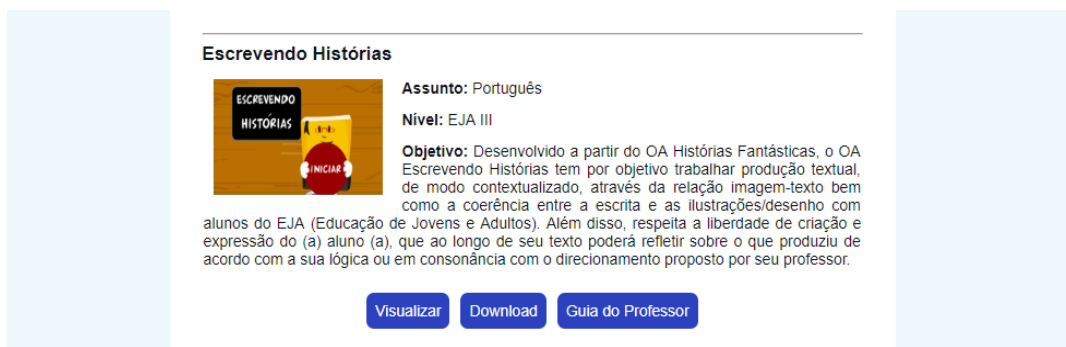 Escrevendo Histórias
ESCREVENDO
HISTÓRIAS
INICIAR
Assunto: Português
Nível: EJA III
Objetivo: Desenvolvido a partir do OA Histórias Fantásticas, o OA
Escrevendo Histórias tem por objetivo trabalhar produção textual,
de modo contextualizado, através da relação imagem-texto bem
como a coerência entre a escrita e as ilustrações/desenho com
alunos do EJA (Educação de Jovens e Adultos). Além disso, respeita a liberdade de criação e
expressão do (a) aluno (a), que ao longo de seu texto poderá refletir sobre o que produziu de
acordo com a sua lógica ou em consonância com o direcionamento proposto por seu professor.
Visualizar Download Guia do Professor